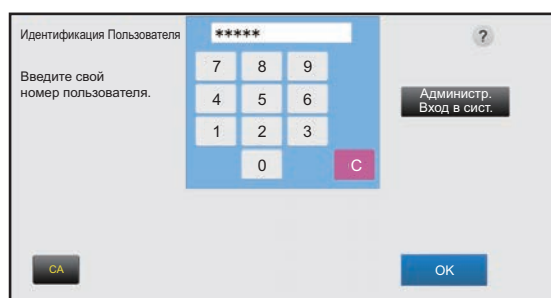 Идентификация Пользователя
*****
?
Введите свой
номер пользователя.
7 8 9
4 5 6
1 2 3
0 C
Администр.
Вход в сист.
CA
OK